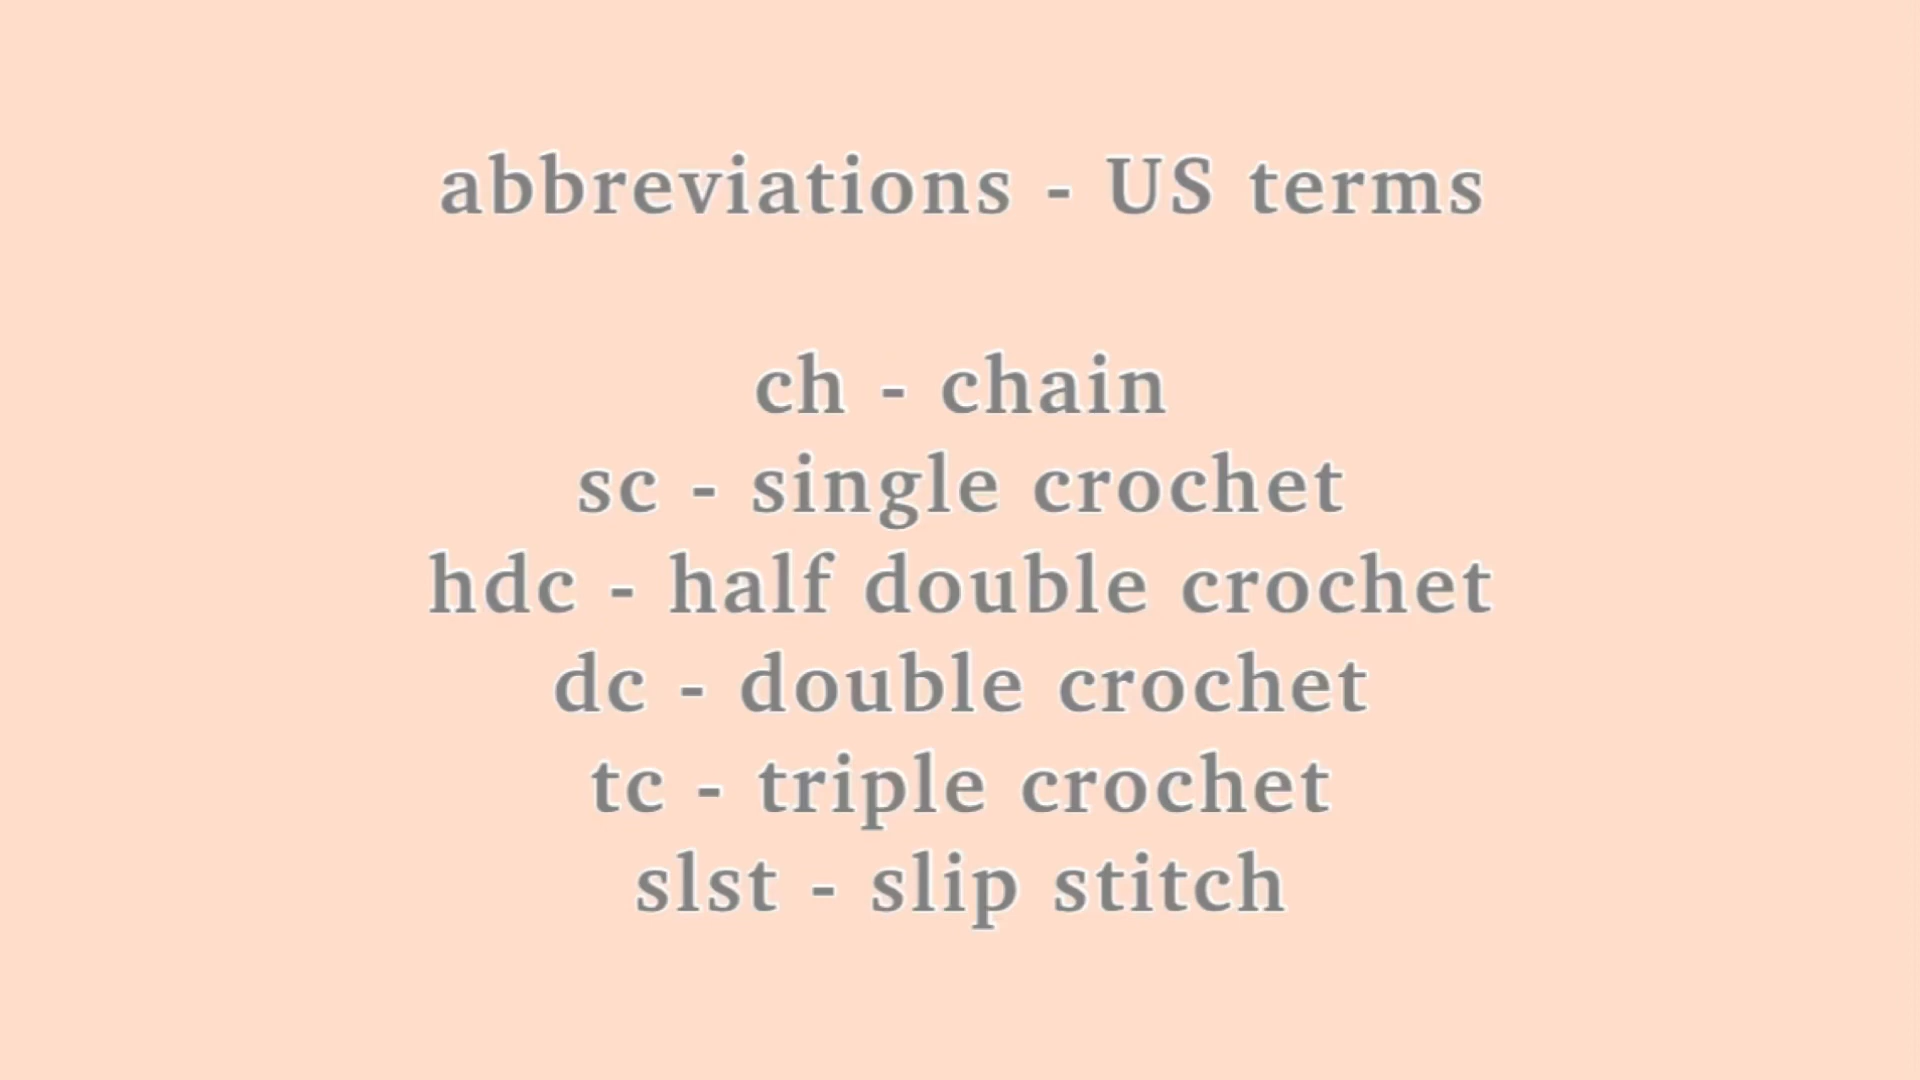 abbreviations - US terms
ch - chain
sc - single crochet
hdc - half double crochet
dc - double crochet
tc - triple crochet
slst - slip stitch